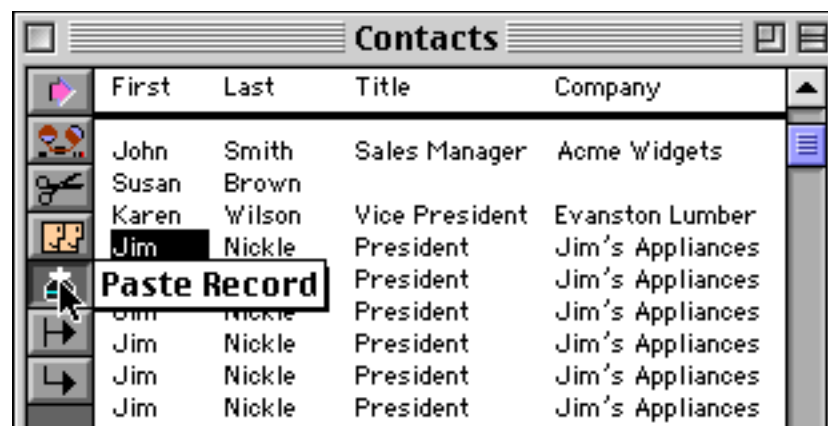 Contacts
First Last Title Company
John Smith Sales Manager Acme Widgets
Susan Brown
Karen Wilson Vice President Evanston Lumber
Jim Nickle President Jim's Appliances
Paste Record President Jim's Appliances
Jim Nickle President Jim's Appliances
Jim Nickle President Jim's Appliances
Jim Nickle President Jim's Appliances
Jim Nickle President Jim's Appliances